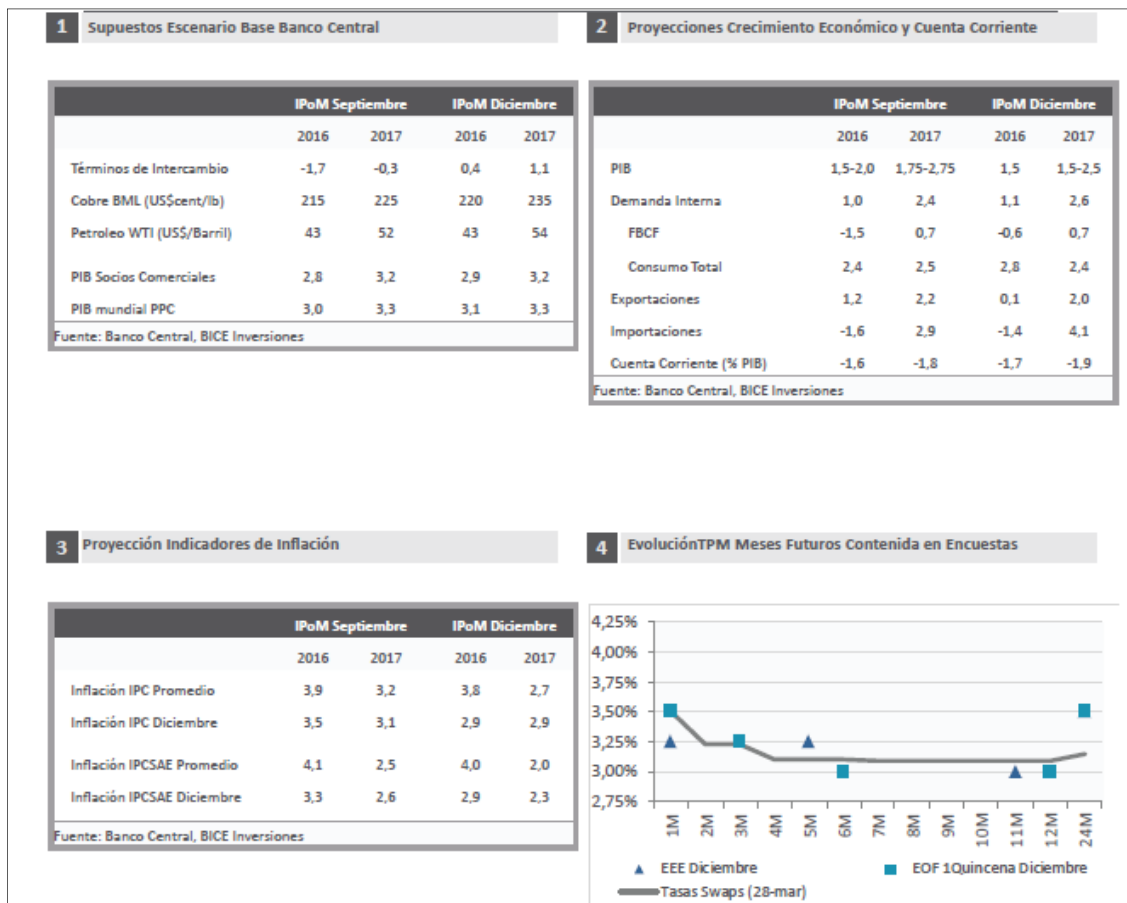 1 Supuestos Escenario Base Banco Central
IPoM Septiembre IPoM Diciembre
2016 2017 2016 2017
Términos de Intercambio -1,7 -0,3 0,4 1,1
Cobre BML (US$cent/lb) 215 225 220 235
Petroleo WTI (US$/Barril) 43 52 43 54
PIB Socios Comerciales 2,8 3,2 2,9 3,2
PIB mundial PPC 3,0 3,3 3,1 3,3
Fuente: Banco Central, BICE Inversiones
2 Proyecciones Crecimiento Económico y Cuenta Corriente
IPoM Septiembre IPoM Diciembre
2016 2017 2016 2017
PIB 1,5-2,0 1,75-2,75 1,5 1,5-2,5
Demanda Interna 1,0 2,4 1,1 2,6
FBCF -1,5 0,7 -0,6 0,7
Consumo Total 2,4 2,5 2,8 2,4
Exportaciones 1,2 2,2 0,1 2,0
Importaciones -1,6 2,9 -1,4 4,1
Cuenta Corriente (% PIB) -1,6 -1,8 -1,7 -1,9
Fuente: Banco Central, BICE Inversiones
3 Proyección Indicadores de Inflación
IPoM Septiembre IPoM Diciembre
2016 2017 2016 2017
Inflación IPC Promedio 3,9 3,2 3,8 2,7
Inflación IPC Diciembre 3,5 3,1 2,9 2,9
Inflación IPCSAE Promedio 4,1 2,5 4,0 2,0
Inflación IPCSAE Diciembre 3,3 2,6 2,9 2,3
Fuente: Banco Central, BICE Inversiones
4 EvoluciónTPM Meses Futuros Contenida en Encuestas
4,25%
4,00%
3,75%
3,50%
3,25%
3,00%
2,75%
1M 2M 3M 4M 5M 6M 7M 8M 9M 10M 11M 12M 24M
EEE Diciembre EOF 1Quincena Diciembre
Tasas Swaps (28-mar)